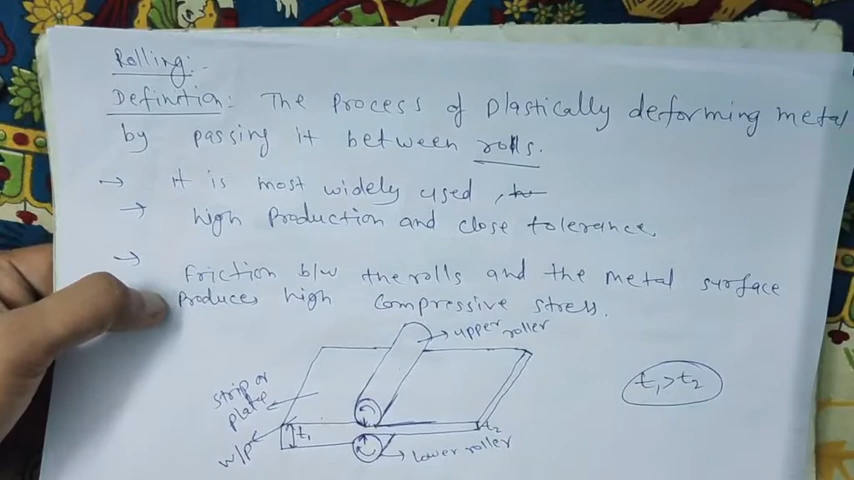 Rolling:-
Definition: The process of plastically deforming metal
by passing it between rolls.
→ It is most widely used,
→ high production and close tolerance.
→ Friction b/w the rolls and the metal surface
produces high compressive stress.
upper roller
strip or
plate
t₁>t₂
t₁
t₂
w/p
lower roller